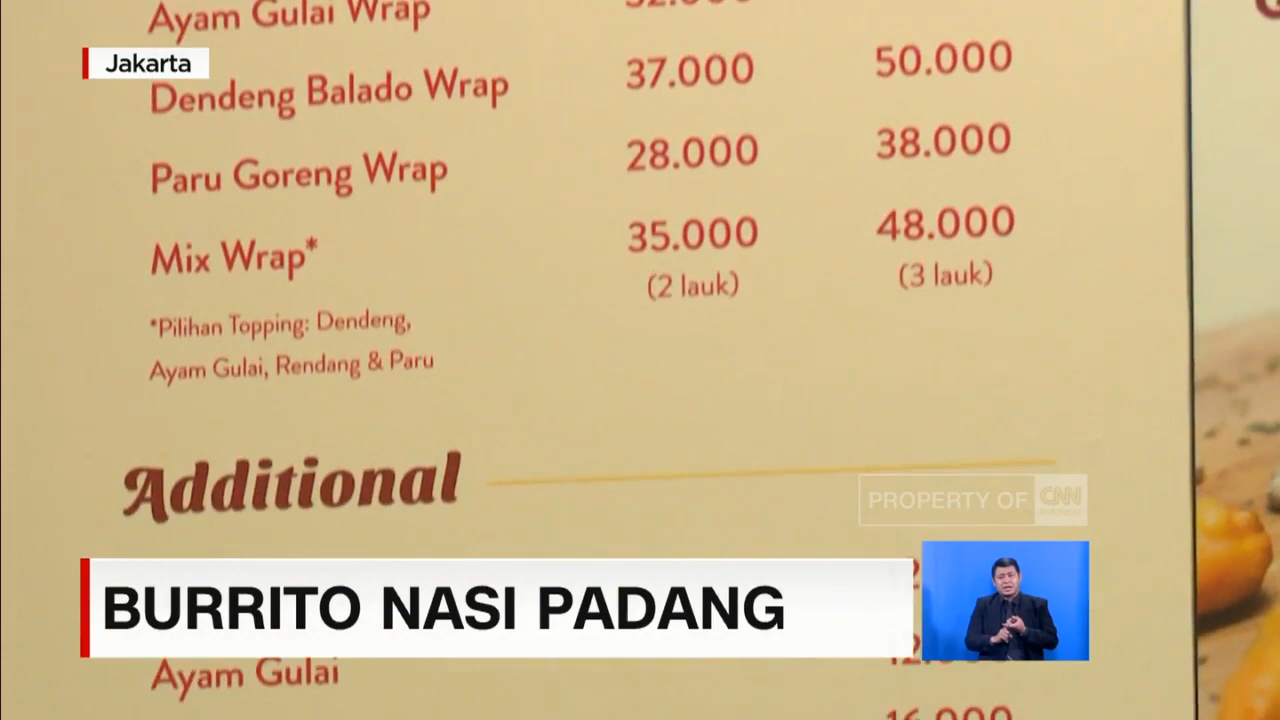 Ayam Gulai Wrap
Jakarta
Dendeng Balado Wrap 37.000 50.000
Paru Goreng Wrap 28.000 38.000
Mix Wrap* 35.000 48.000
(2 lauk) (3 lauk)
*Pilihan Topping: Dendeng,
Ayam Gulai, Rendang & Paru
Additional
PROPERTY OF CNN Indonesia
BURRITO NASI PADANG
Ayam Gulai